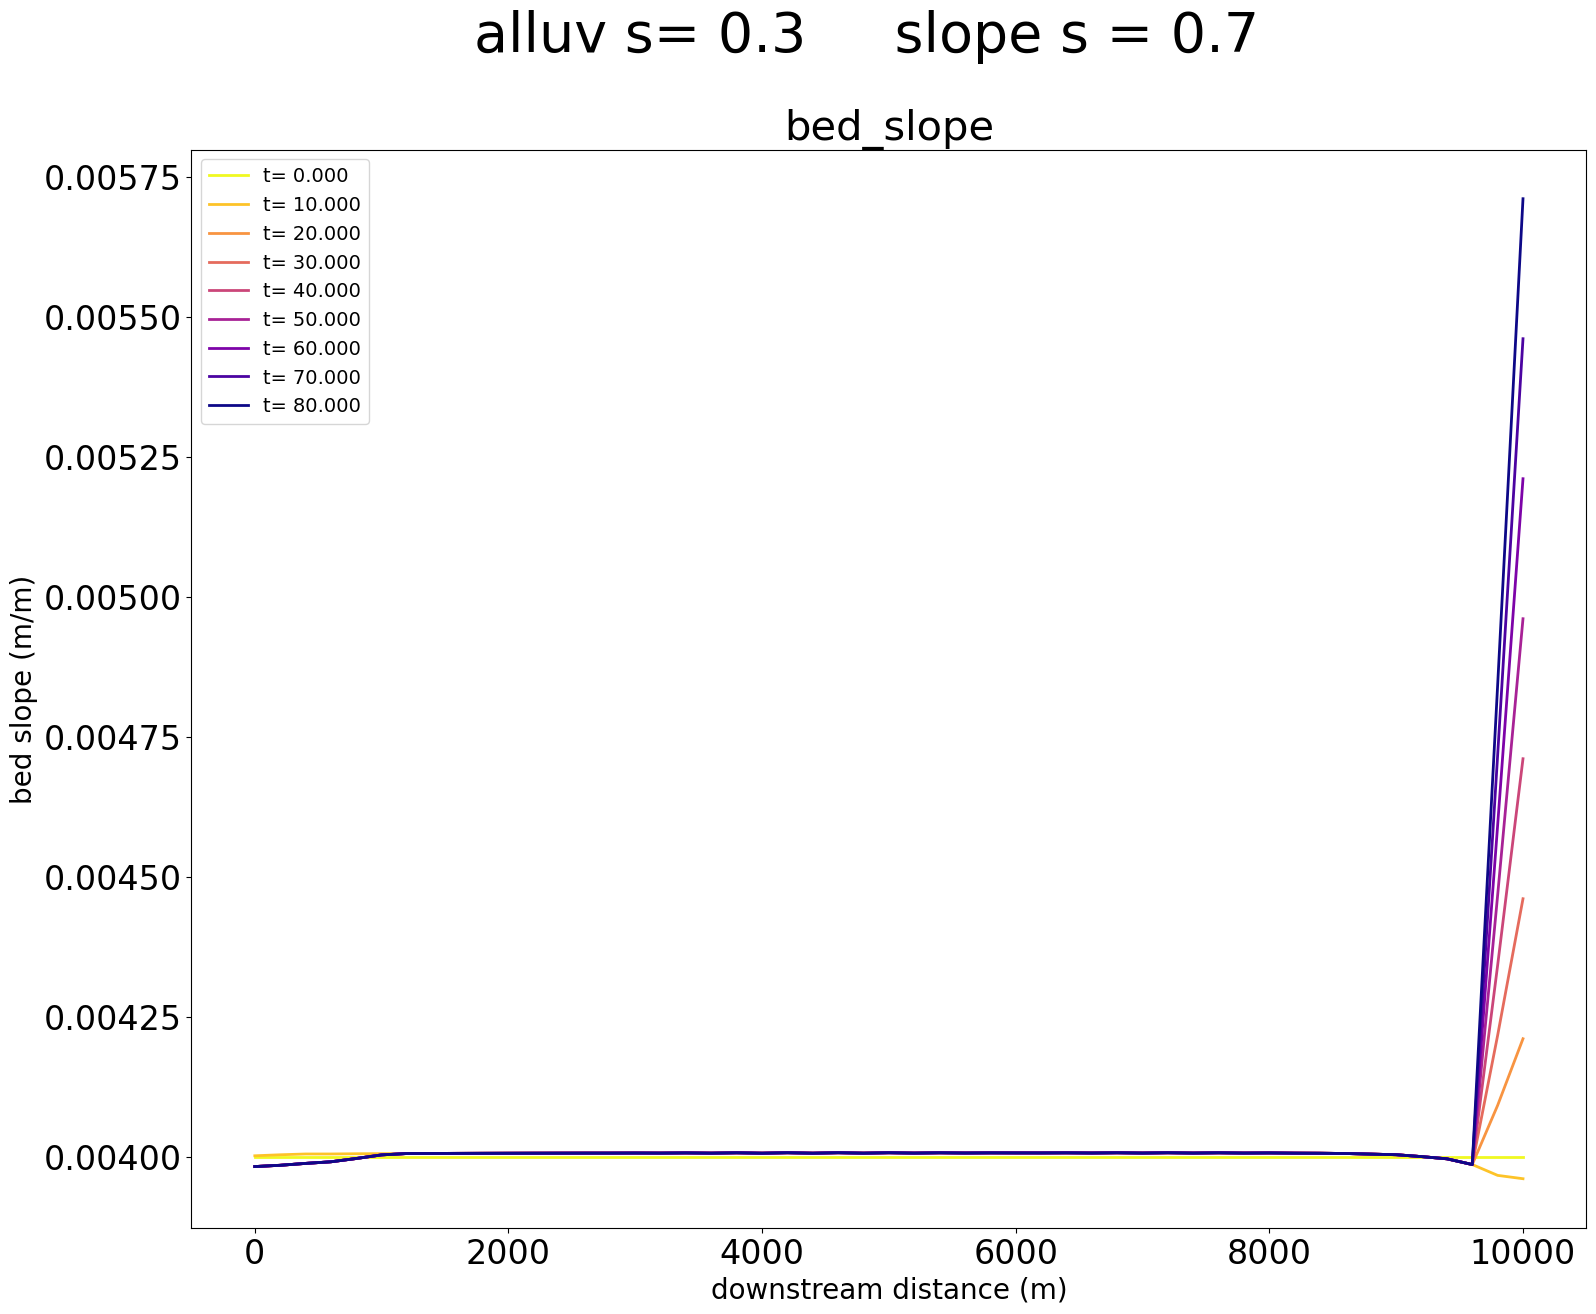 alluv s= 0.3     slope s = 0.7
bed_slope
0.00575
0.00550
0.00525
0.00500
0.00475
0.00450
0.00425
0.00400
bed slope (m/m)
t= 0.000
t= 10.000
t= 20.000
t= 30.000
t= 40.000
t= 50.000
t= 60.000
t= 70.000
t= 80.000
0 2000 4000 6000 8000 10000
downstream distance (m)